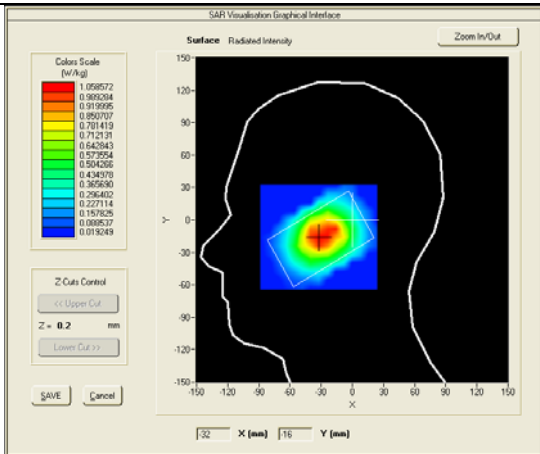 SAR Visualisation Graphical Interface
Surface Radiated Intensity
Zoom In/Out
Colors Scale
(W/kg)
1.058572
0.989284
0.919995
0.850707
0.781419
0.712131
0.642843
0.573554
0.504266
0.434978
0.365690
0.296402
0.227114
0.157825
0.088537
0.019249
Z Cuts Control
<< Upper Cut
Z = 0.2 mm
Lower Cut >>
SAVE Cancel
150
120
90
60
30
0
-30
-60
-90
-120
-150
Y
-150 -120 -90 -60 -30 0 30 60 90 120 150
X
-32 X (mm) -16 Y (mm)